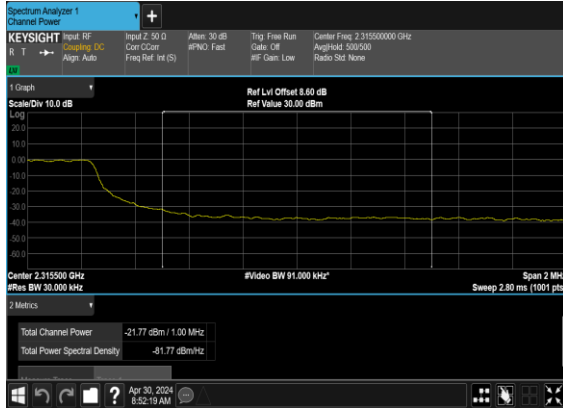 Spectrum Analyzer 1
Channel Power
+
KEYSIGHT
R T
Input: RF
Coupling: DC
Align: Auto
Input Z: 50 Ω
Corr CCorr
Freq Ref: Int (S)
Atten: 30 dB
#PNO: Fast
Trig: Free Run
Gate: Off
#IF Gain: Low
Center Freq: 2.315500000 GHz
Avg|Hold: 500/500
Radio Std: None
1 Graph
Scale/Div 10.0 dB
Ref Lvl Offset 8.60 dB
Ref Value 30.00 dBm
Log
20.0
10.0
0.00
-10.0
-20.0
-30.0
-40.0
-50.0
-60.0
Center 2.315500 GHz
#Res BW 30.000 kHz
#Video BW 91.000 kHz*
Span 2 MHz
Sweep 2.80 ms (1001 pts)
2 Metrics
Total Channel Power -21.77 dBm / 1.00 MHz
Total Power Spectral Density -81.77 dBm/Hz
?
Apr 30, 2024
8:52:19 AM